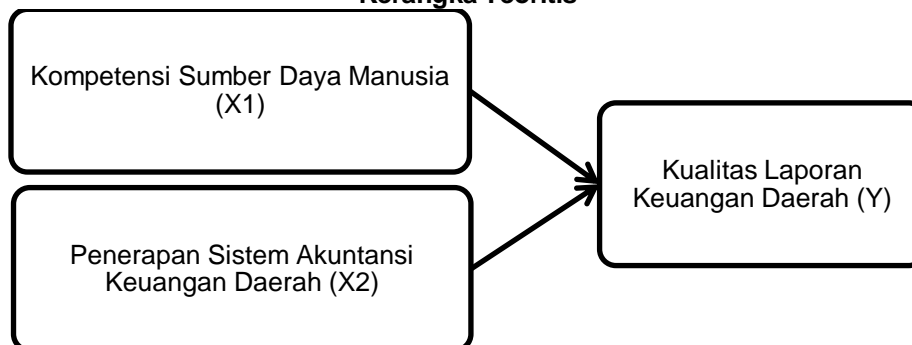 Kerangka Teoritis
Kompetensi Sumber Daya Manusia
(X1)
Kualitas Laporan
Keuangan Daerah (Y)
Penerapan Sistem Akuntansi
Keuangan Daerah (X2)